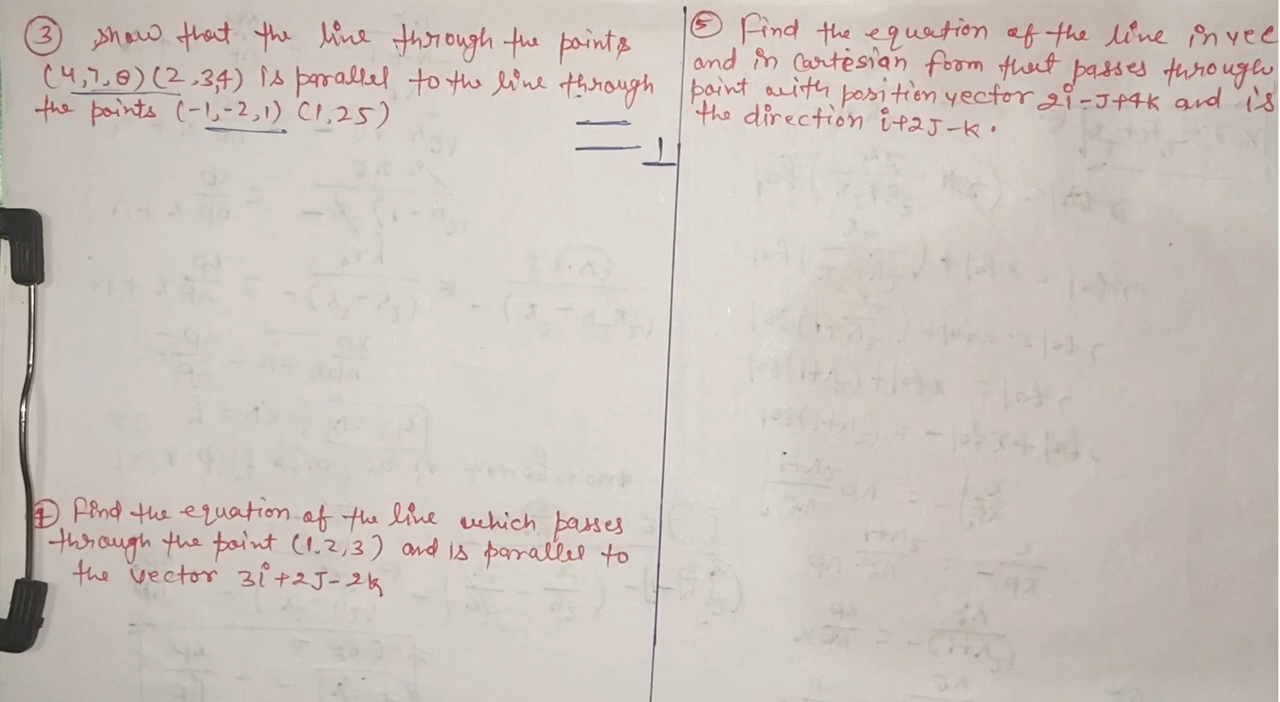 ③ show that the line through the points
(4,7,8) (2,3,4) is parallel to the line through
the points (-1,-2,1) (1,25)
④ Find the equation of the line which passes
through the point (1.2,3) and is parallel to
the vector 3i+2J-2k
⑤ Find the equation of the line in vec
and in Cartesian form that passes through
point with position vector 2i-J+4k and is
the direction i+2J-k.